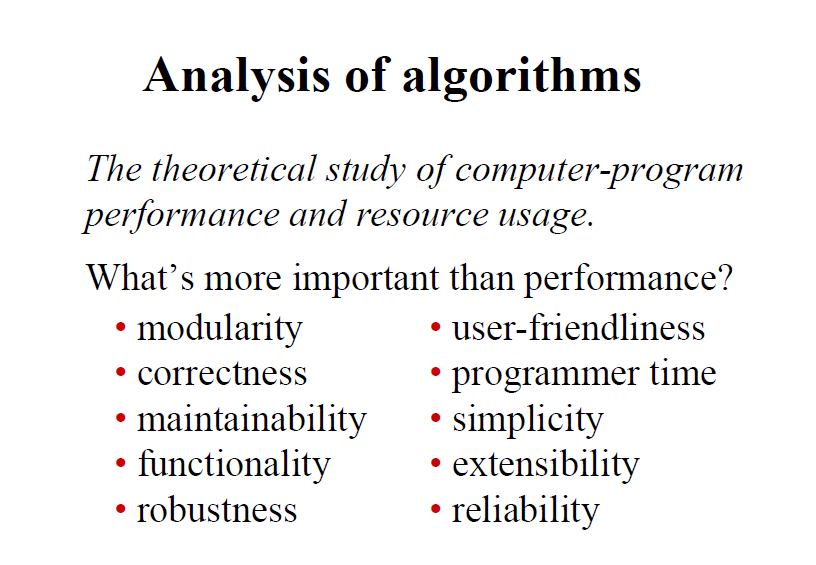 Analysis of algorithms
The theoretical study of computer-program
performance and resource usage.
What’s more important than performance?
• modularity
• correctness
• maintainability
• functionality
• robustness
• user-friendliness
• programmer time
• simplicity
• extensibility
• reliability